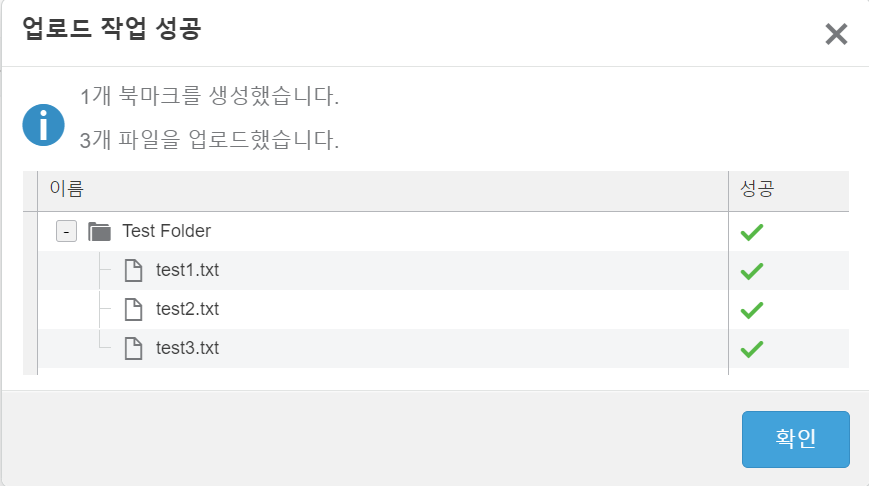 업로드 작업 성공
1개 북마크를 생성했습니다.
3개 파일을 업로드했습니다.
이름 성공
Test Folder
test1.txt
test2.txt
test3.txt
확인